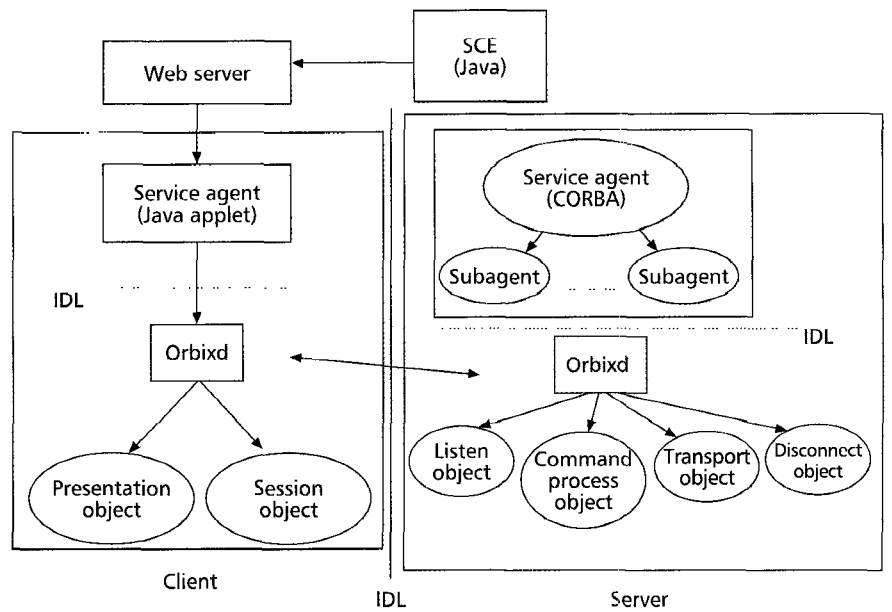 SCE
(Java)
Web server
Service agent
(Java applet)
Service agent
(CORBA)
Subagent
Subagent
IDL
IDL
Orbixd
Orbixd
Listen
object
Command
process
object
Transport
object
Disconnect
object
Presentation
object
Session
object
Client
IDL
Server